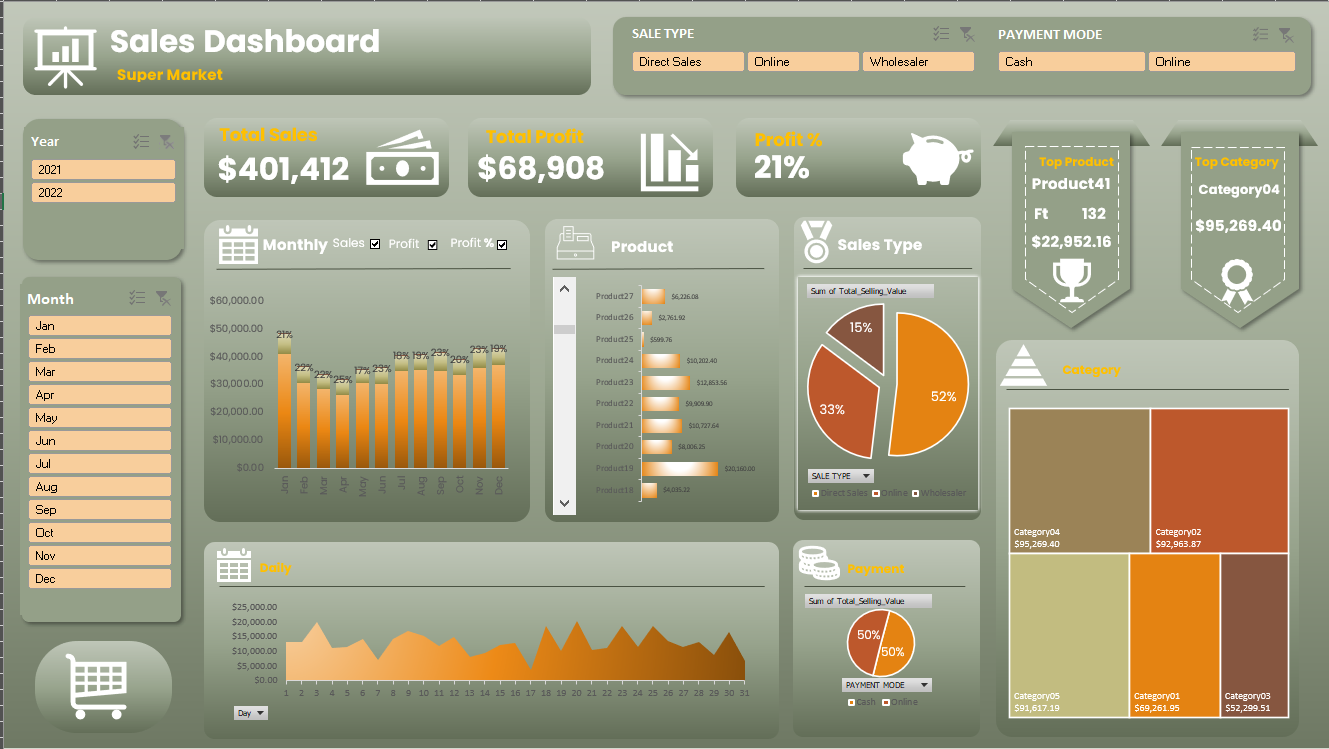 Sales Dashboard
Super Market
SALE TYPE
Direct Sales
Online
Wholesaler
PAYMENT MODE
Cash
Online
Year
2021
2022
Total Sales
$401,412
Total Profit
$68,908
Profit %
21%
Top Product
Product41
Ft 132
$22,952.16
Top Category
Category04
$95,269.40
Month
Jan
Feb
Mar
Apr
May
Jun
Jul
Aug
Sep
Oct
Nov
Dec
Monthly Sales Profit Profit %
$60,000.00
$50,000.00
$40,000.00
$30,000.00
$20,000.00
$10,000.00
$0.00
21% 22% 22% 25% 17% 23% 19% 19% 23% 20% 23% 19%
Jan Feb Mar Apr May Jun Jul Aug Sep Oct Nov Dec
Product
Product27 $6,226.08
Product26 $2,761.92
Product25 $599.76
Product24 $10,202.40
Product23 $12,853.56
Product22 $9,909.90
Product21 $10,727.64
Product20 $8,006.25
Product19 $20,160.00
Product18 $4,035.22
Sales Type
Sum of Total_Selling_Value
15%
33%
52%
SALE TYPE
Direct Sales Online Wholesaler
Category
Category04
$95,269.40
Category02
$92,963.87
Category05
$91,617.19
Category01
$69,261.95
Category03
$52,299.51
Daily
$25,000.00
$20,000.00
$15,000.00
$10,000.00
$5,000.00
$0.00
1 2 3 4 5 6 7 8 9 10 11 12 13 14 15 16 17 18 19 20 21 22 23 24 25 26 27 28 29 30 31
Day
Payment
Sum of Total_Selling_Value
50%
50%
PAYMENT MODE
Cash Online